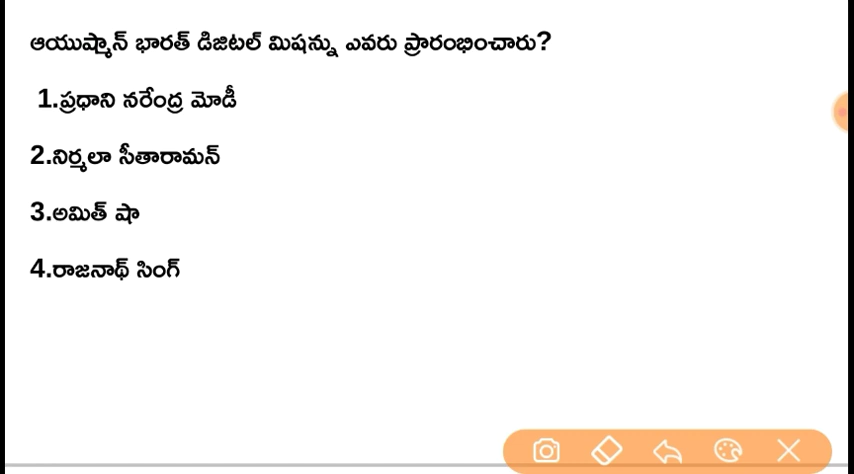 ఆయుష్మాన్ భారత్ డిజిటల్ మిషన్ను ఎవరు ప్రారంభించారు?
1.ప్రధాని నరేంద్ర మోడీ
2.నిర్మలా సీతారామన్
3.అమిత్ షా
4.రాజనాథ్ సింగ్